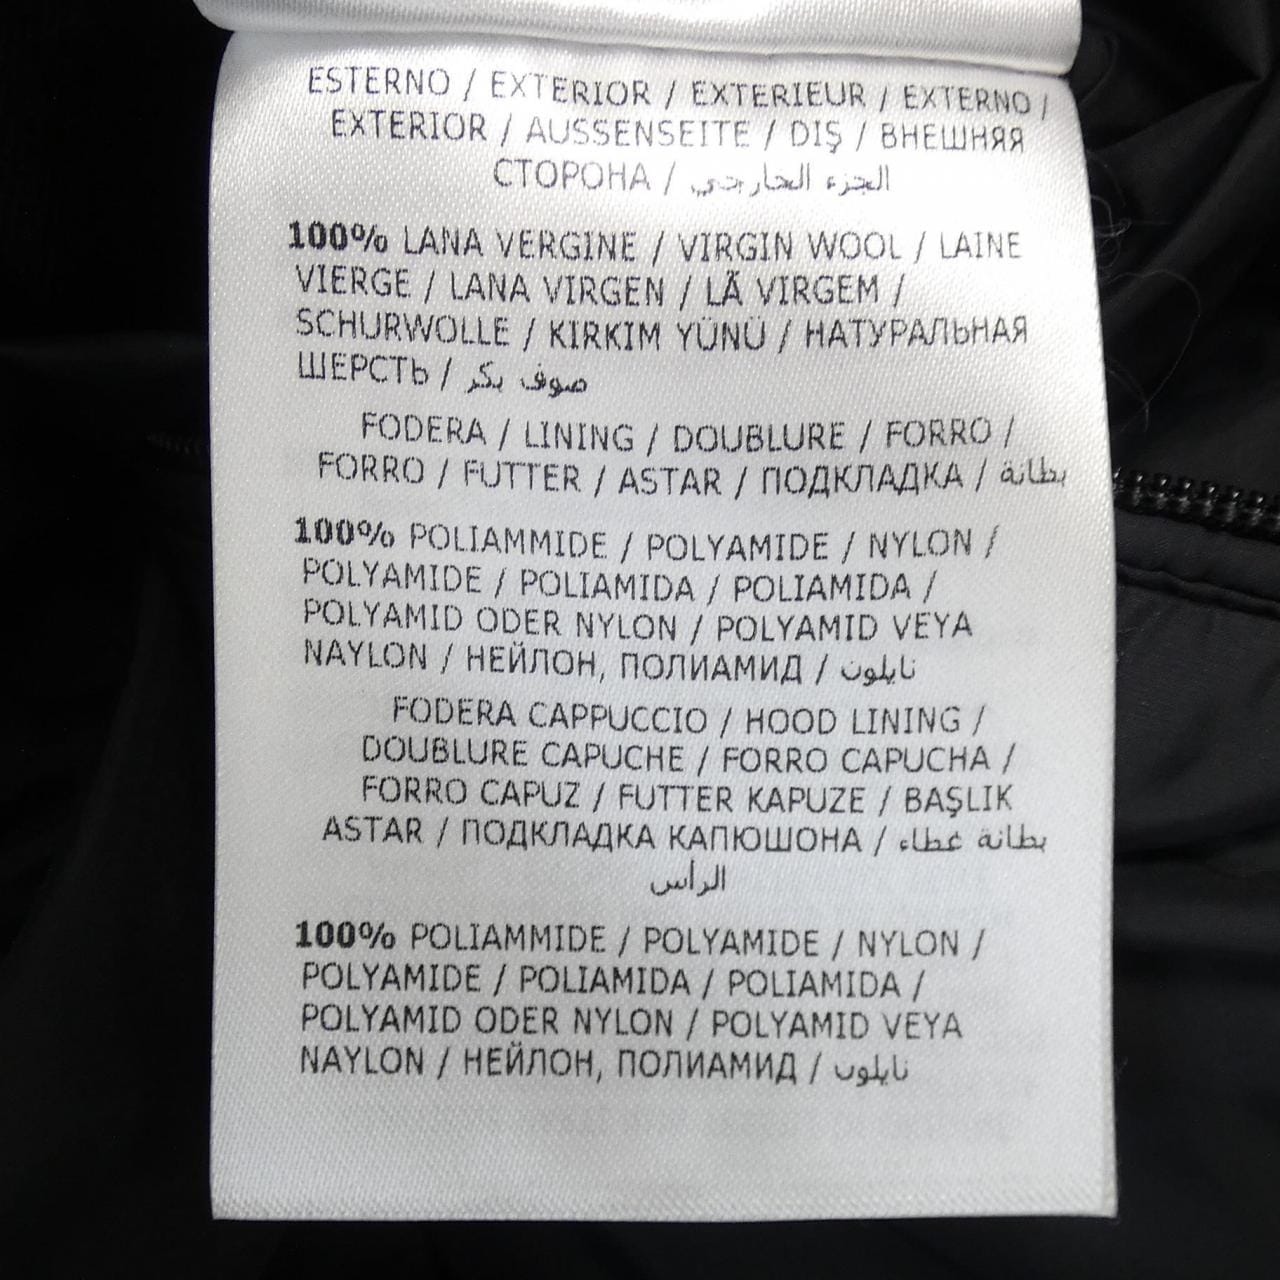 ESTERNO / EXTERIOR / EXTERIEUR / EXTERNO /
EXTERIOR / AUSSENSEITE / DIŞ / ВНЕШНЯЯ
СТОРОНА / الجزء الخارجي
100% LANA VERGINE / VIRGIN WOOL / LAINE
VIERGE / LANA VIRGEN / LÃ VIRGEM /
SCHURWOLLE / KIRKIM YÜNÜ / НАТУРАЛЬНАЯ
ШЕРСТЬ / صوف بكر
FODERA / LINING / DOUBLURE / FORRO /
FORRO / FUTTER / ASTAR / ПОДКЛАДКА / بطانة
100% POLIAMMIDE / POLYAMIDE / NYLON /
POLYAMIDE / POLIAMIDA / POLIAMIDA /
POLYAMID ODER NYLON / POLYAMID VEYA
NAYLON / НЕЙЛОН, ПОЛИАМИД / نايلون
FODERA CAPPUCCIO / HOOD LINING /
DOUBLURE CAPUCHE / FORRO CAPUCHA /
FORRO CAPUZ / FUTTER KAPUZE / BAŞLIK
ASTAR / ПОДКЛАДКА КАПЮШОНА / بطانة غطاء
الرأس
100% POLIAMMIDE / POLYAMIDE / NYLON /
POLYAMIDE / POLIAMIDA / POLIAMIDA /
POLYAMID ODER NYLON / POLYAMID VEYA
NAYLON / НЕЙЛОН, ПОЛИАМИД / نايلون